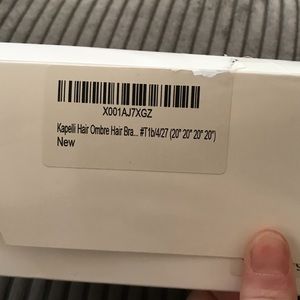 X001AJ7XGZ
Kapelli Hair Ombre Hair Bra... #T1b/4/27 (20" 20" 20" 20")
New